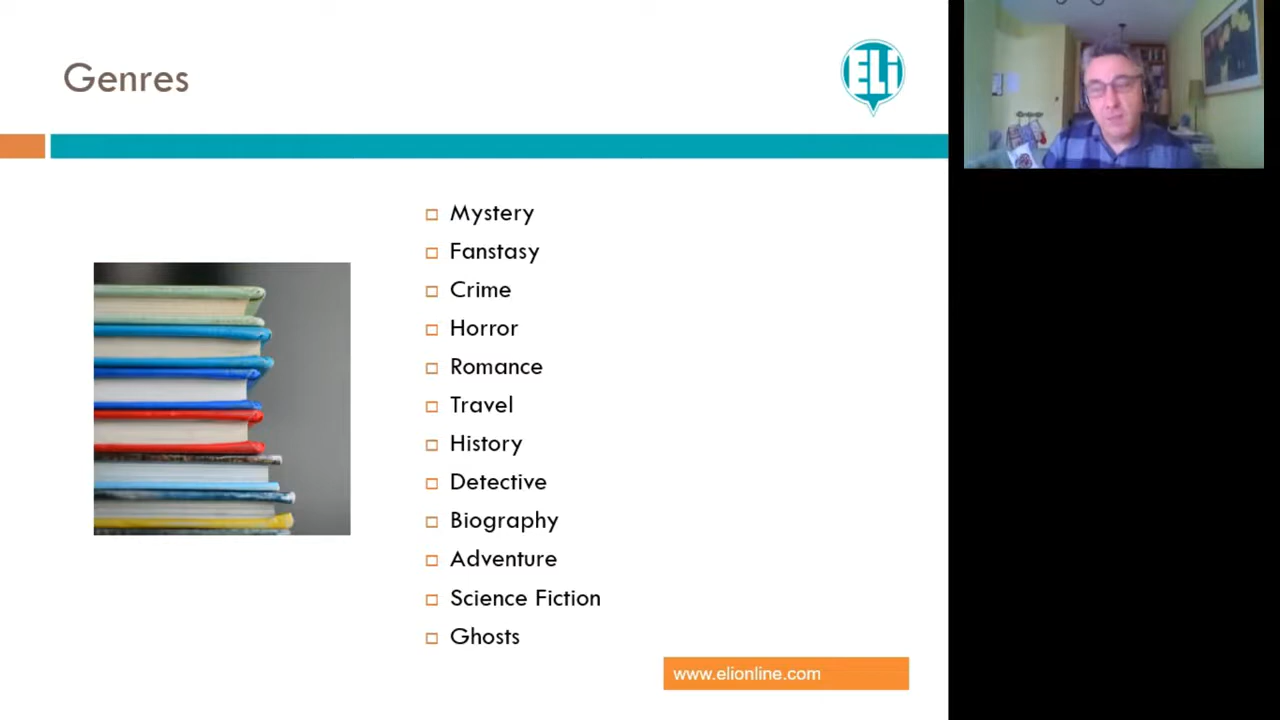 Genres
ELi
Mystery
Fanstasy
Crime
Horror
Romance
Travel
History
Detective
Biography
Adventure
Science Fiction
Ghosts
www.elionline.com